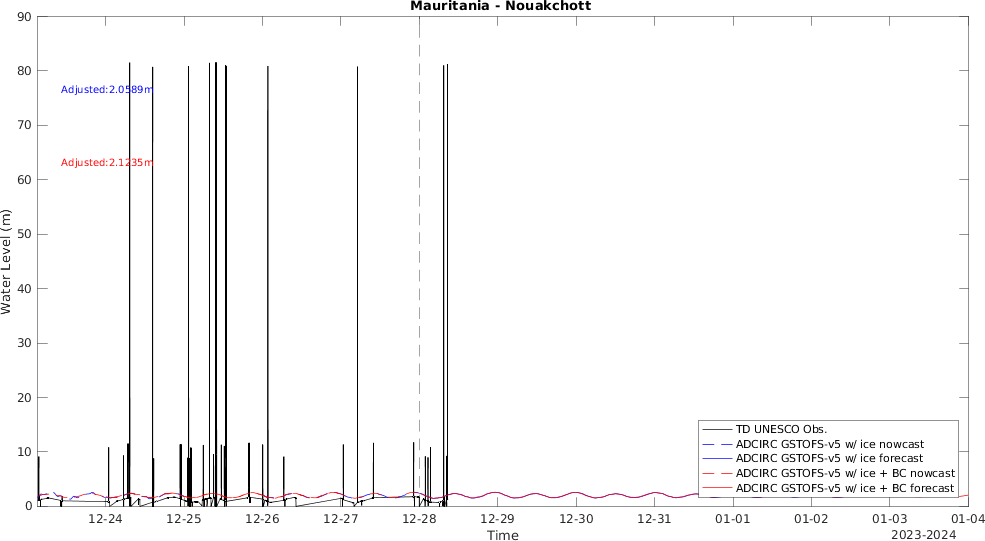 Mauritania - Nouakchott
90
80
70
60
50
40
30
20
10
0
Water Level (m)
Adjusted:2.0589m
Adjusted:2.1235m
TD UNESCO Obs.
ADCIRC GSTOFS-v5 w/ ice nowcast
ADCIRC GSTOFS-v5 w/ ice forecast
ADCIRC GSTOFS-v5 w/ ice + BC nowcast
ADCIRC GSTOFS-v5 w/ ice + BC forecast
12-24 12-25 12-26 12-27 12-28 12-29 12-30 12-31 01-01 01-02 01-03 01-04
Time
2023-2024